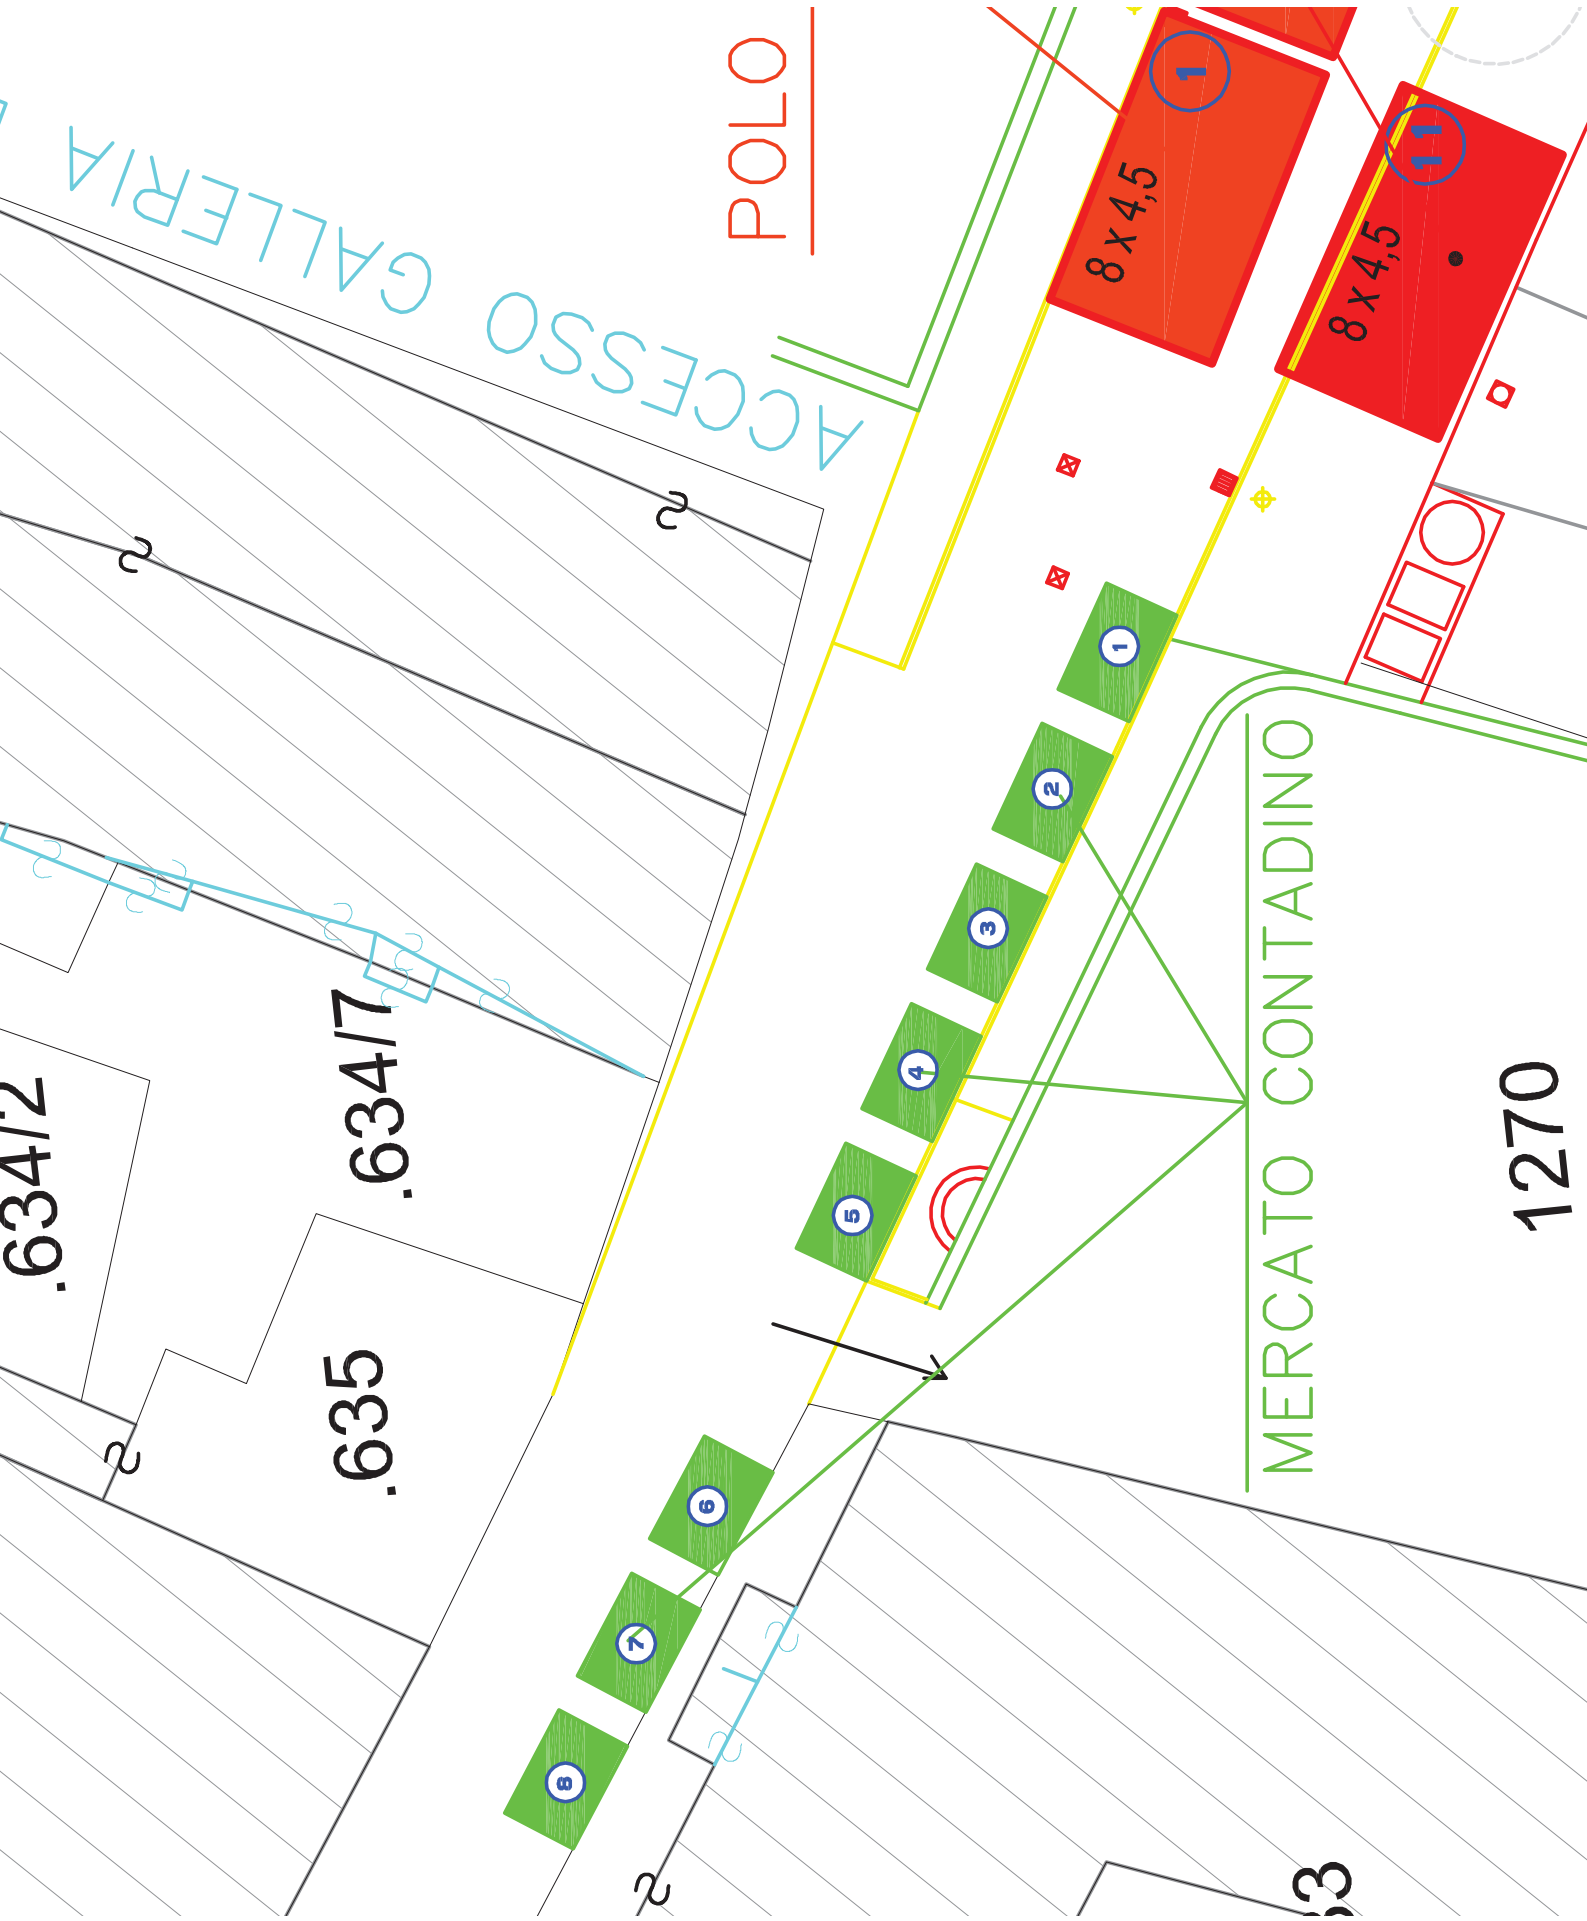 POLO
ACCESSO GALLERIA
1
8 x 4,5
11
8 x 4,5
1
2
3
4
5
6
7
8
MERCATO CONTADINO
.634/2
.634/7
.635
1270